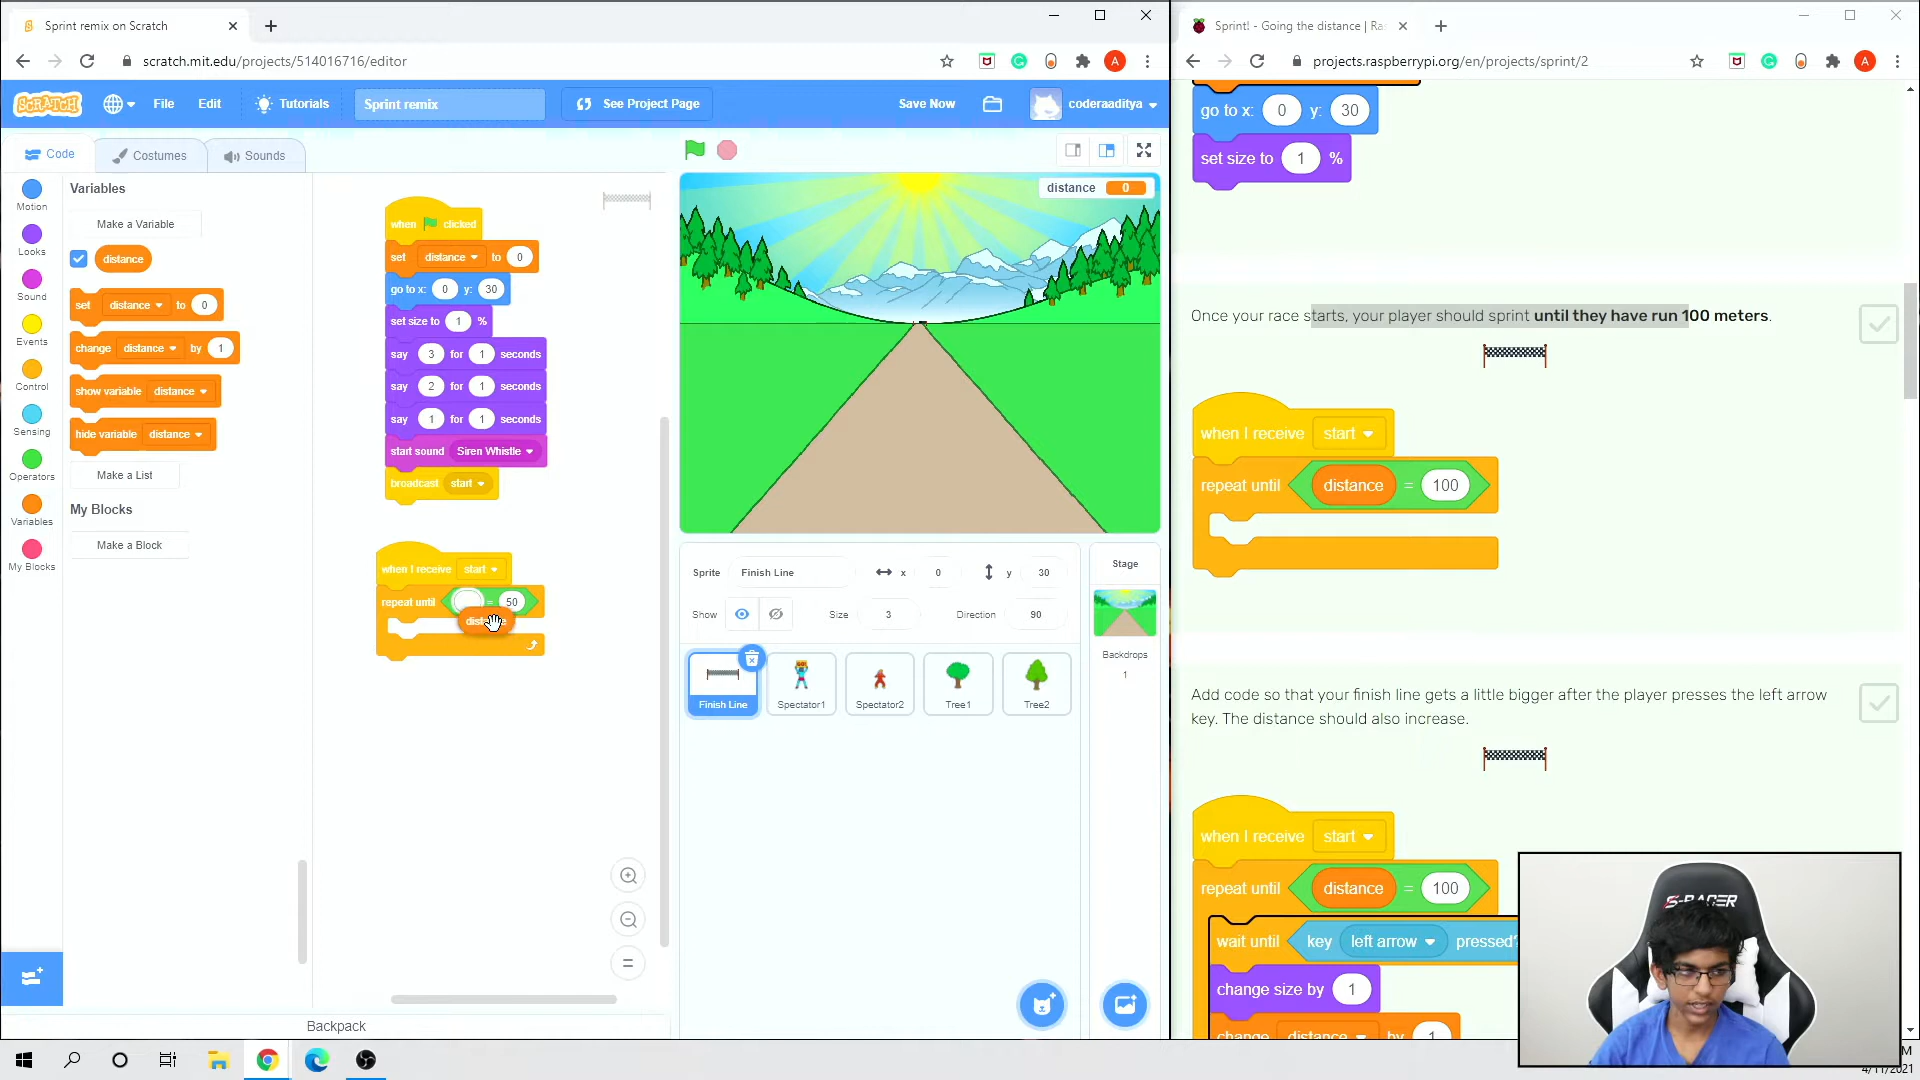 Sprint remix on Scratch
scratch.mit.edu/projects/514016716/editor
A
SCRATCH
File
Edit
Tutorials
Sprint remix
See Project Page
Save Now
coderaaditya
Code
Costumes
Sounds
Motion
Looks
Sound
Events
Control
Sensing
Operators
Variables
My Blocks
Variables
Make a Variable
distance
set distance to 0
change distance by 1
show variable distance
hide variable distance
Make a List
My Blocks
Make a Block
when clicked
set distance to 0
go to x: 0 y: 30
set size to 1 %
say 3 for 1 seconds
say 2 for 1 seconds
say 1 for 1 seconds
start sound Siren Whistle
broadcast start
when I receive start
repeat until = 50
Backpack
distance 0
Sprite Finish Line x 0 y 30
Show Size 3 Direction 90
Finish Line
Spectator1
Spectator2
Tree1
Tree2
Stage
Backdrops
1
Sprint! - Going the distance | Ra
projects.raspberrypi.org/en/projects/sprint/2
A
go to x: 0 y: 30
set size to 1 %
Once your race starts, your player should sprint until they have run 100 meters.
when I receive start
repeat until distance = 100
Add code so that your finish line gets a little bigger after the player presses the left arrow
key. The distance should also increase.
when I receive start
repeat until distance = 100
wait until key left arrow pressed?
change size by 1
change distance by 1
S-RACER
4/11/2021